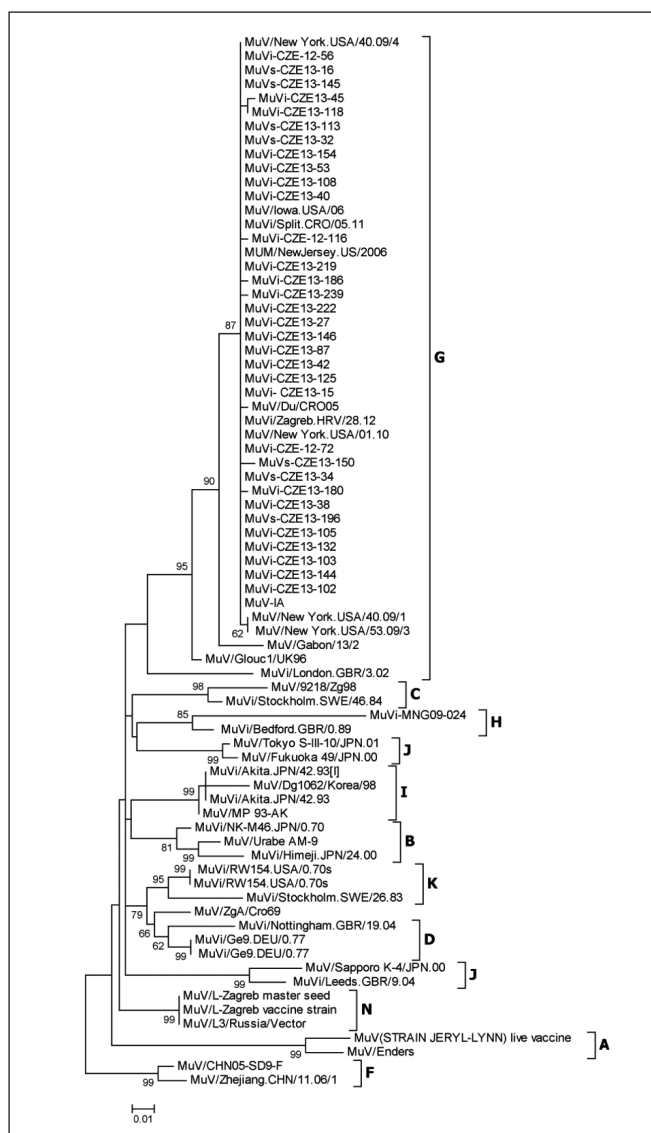 MuV/New York.USA/40.09/4
MuVi-CZE-12-56
MuVs-CZE13-16
MuVs-CZE13-145
MuVi-CZE13-45
MuVi-CZE13-118
MuVs-CZE13-113
MuVs-CZE13-32
MuVi-CZE13-154
MuVi-CZE13-53
MuVi-CZE13-108
MuVi-CZE13-40
MuV/Iowa.USA/06
MuVi/Split.CRO/05.11
MuVi-CZE-12-116
MUM/NewJersey.US/2006
MuVi-CZE13-219
MuVi-CZE13-186
MuVi-CZE13-239
MuVi-CZE13-222
87
MuVi-CZE13-27
MuVi-CZE13-146
MuVi-CZE13-87
G
MuVi-CZE13-42
MuVi-CZE13-125
MuVi- CZE13-15
MuV/Du/CRO05
MuVi/Zagreb.HRV/28.12
MuV/New York.USA/01.10
MuVi-CZE-12-72
MuVs-CZE13-150
90
MuVs-CZE13-34
MuVi-CZE13-180
MuVi-CZE13-38
MuVs-CZE13-196
MuVi-CZE13-105
MuVi-CZE13-132
95
MuVi-CZE13-103
MuVi-CZE13-144
MuVi-CZE13-102
MuV-IA
MuV/New York.USA/40.09/1
62
MuV/New York.USA/53.09/3
MuV/Gabon/13/2
MuV/Glouc1/UK96
MuVi/London.GBR/3.02
98
MuV/9218/Zg98
C
MuVi/Stockholm.SWE/46.84
85
MuVi-MNG09-024
H
MuVi/Bedford.GBR/0.89
MuV/Tokyo S-III-10/JPN.01
J
99
MuV/Fukuoka 49/JPN.00
MuVi/Akita.JPN/42.93[I]
99
MuV/Dg1062/Korea/98
I
MuVi/Akita.JPN/42.93
MuV/MP 93-AK
MuVi/NK-M46.JPN/0.70
81
MuV/Urabe AM-9
B
99
MuVi/Himeji.JPN/24.00
99
MuVi/RW154.USA/0.70s
95
MuVi/RW154.USA/0.70s
K
MuVi/Stockholm.SWE/26.83
79
MuV/ZgA/Cro69
66
MuVi/Nottingham.GBR/19.04
62
MuVi/Ge9.DEU/0.77
D
99
MuVi/Ge9.DEU/0.77
MuV/Sapporo K-4/JPN.00
J
99
MuVi/Leeds.GBR/9.04
MuV/L-Zagreb master seed
MuV/L-Zagreb vaccine strain
N
99
MuV/L3/Russia/Vector
MuV(STRAIN JERYL-LYNN) live vaccine
A
99
MuV/Enders
MuV/CHN05-SD9-F
F
99
MuV/Zhejiang.CHN/11.06/1
0.01